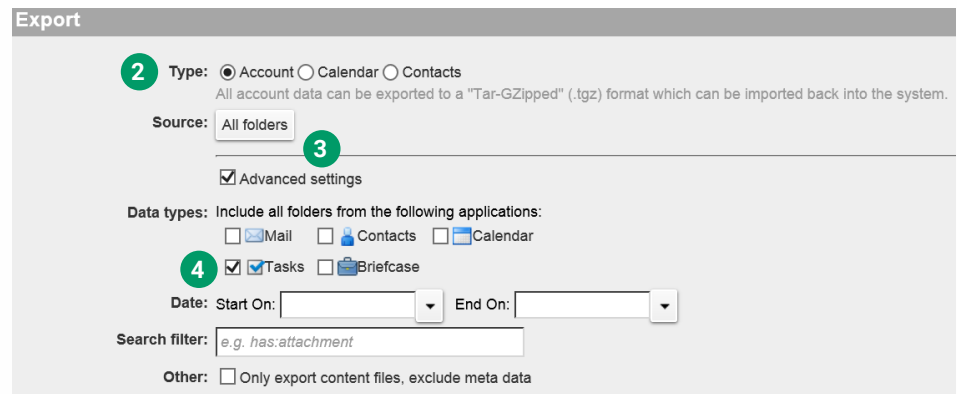 Export
2 Type: Account Calendar Contacts
All account data can be exported to a "Tar-GZipped" (.tgz) format which can be imported back into the system.
Source: All folders
3
Advanced settings
Data types: Include all folders from the following applications:
Mail Contacts Calendar
4 Tasks Briefcase
Date: Start On: End On:
Search filter: e.g. has:attachment
Other: Only export content files, exclude meta data